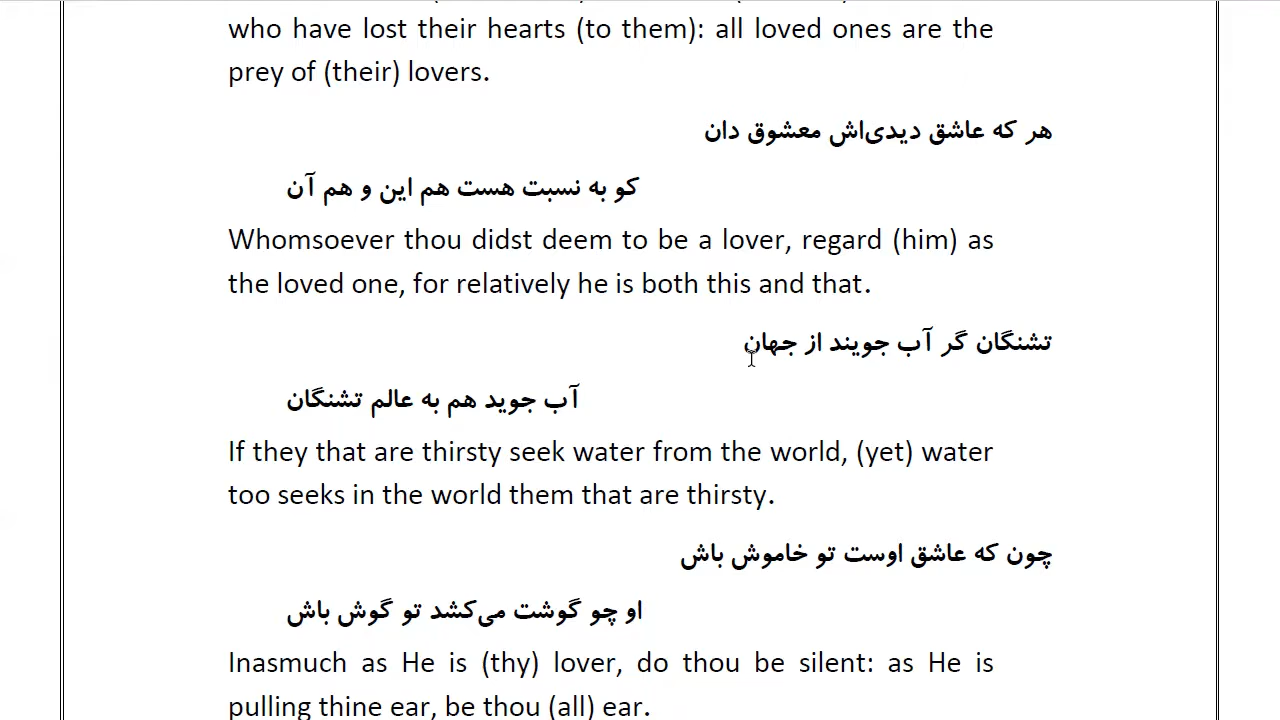 who have lost their hearts (to them): all loved ones are the
prey of (their) lovers.
هر که عاشق دیدی‌اش معشوق دان
کو به نسبت هست هم این و هم آن
Whomsoever thou didst deem to be a lover, regard (him) as
the loved one, for relatively he is both this and that.
تشنگان گر آب جویند از جهان
آب جوید هم به عالم تشنگان
If they that are thirsty seek water from the world, (yet) water
too seeks in the world them that are thirsty.
چون که عاشق اوست تو خاموش باش
او چو گوشت می‌کشد تو گوش باش
Inasmuch as He is (thy) lover, do thou be silent: as He is
pulling thine ear, be thou (all) ear.